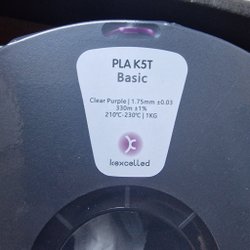 PLA K5T
Basic
Clear Purple | 1.75mm ±0.03
330m ±1%
210℃-230℃ | 1KG
kexcelled